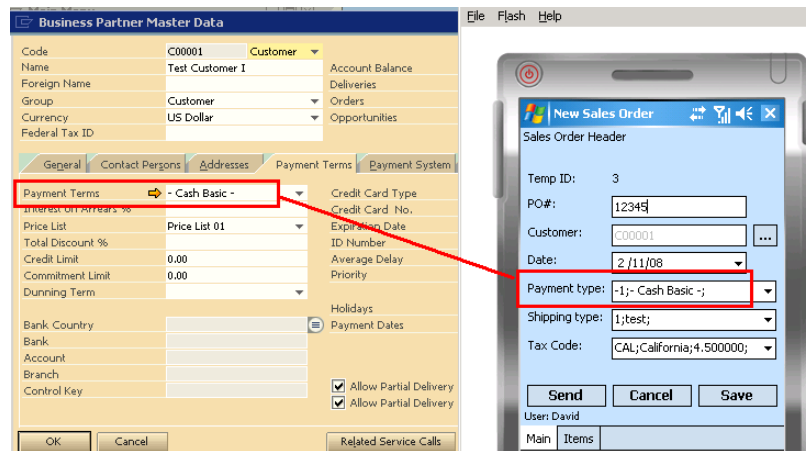 Main Menu
Business Partner Master Data
Code C00001 Customer
Name Test Customer I Account Balance
Foreign Name Deliveries
Group Customer Orders
Currency US Dollar Opportunities
Federal Tax ID
General Contact Persons Addresses Payment Terms Payment System
Payment Terms - Cash Basic - Credit Card Type
Interest on Arrears % Credit Card No.
Price List Price List 01 Expiration Date
Total Discount % ID Number
Credit Limit 0.00 Average Delay
Commitment Limit 0.00 Priority
Dunning Term
Holidays
Bank Country Payment Dates
Bank
Account
Branch
Control Key Allow Partial Delivery
Allow Partial Delivery
OK Cancel Related Service Calls
File Flash Help
New Sales Order
Sales Order Header
Temp ID: 3
PO#: 12345
Customer: C00001 ...
Date: 2 /11/08
Payment type: -1;- Cash Basic -;
Shipping type: 1;test;
Tax Code: CAL;California;4.500000;
Send Cancel Save
User: David
Main Items